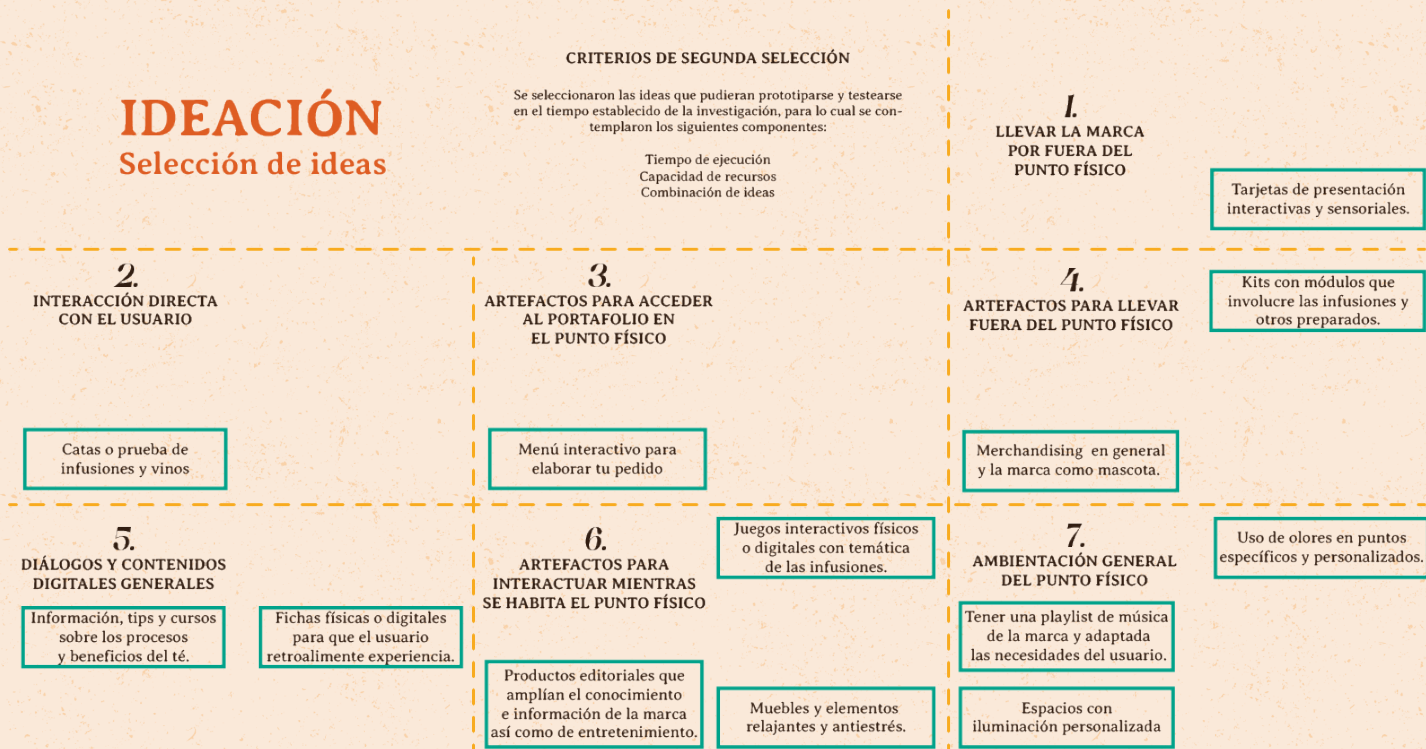 IDEACIÓN
Selección de ideas
CRITERIOS DE SEGUNDA SELECCIÓN
Se seleccionaron las ideas que pudieran prototiparse y testearse
en el tiempo establecido de la investigación, para lo cual se con-
templaron los siguientes componentes:
Tiempo de ejecución
Capacidad de recursos
Combinación de ideas
1.
LLEVAR LA MARCA
POR FUERA DEL
PUNTO FÍSICO
Tarjetas de presentación
interactivas y sensoriales.
2.
INTERACCIÓN DIRECTA
CON EL USUARIO
Catas o prueba de
infusiones y vinos
3.
ARTEFACTOS PARA ACCEDER
AL PORTAFOLIO EN
EL PUNTO FÍSICO
Menú interactivo para
elaborar tu pedido
4.
ARTEFACTOS PARA LLEVAR
FUERA DEL PUNTO FÍSICO
Kits con módulos que
involucre las infusiones y
otros preparados.
Merchandising en general
y la marca como mascota.
5.
DIÁLOGOS Y CONTENIDOS
DIGITALES GENERALES
Información, tips y cursos
sobre los procesos
y beneficios del té.
Fichas físicas o digitales
para que el usuario
retroalimente experiencia.
6.
ARTEFACTOS PARA
INTERACTUAR MIENTRAS
SE HABITA EL PUNTO FÍSICO
Juegos interactivos físicos
o digitales con temática
de las infusiones.
Productos editoriales que
amplían el conocimiento
e información de la marca
así como de entretenimiento.
Muebles y elementos
relajantes y antiestrés.
7.
AMBIENTACIÓN GENERAL
DEL PUNTO FÍSICO
Uso de olores en puntos
específicos y personalizados.
Tener una playlist de música
de la marca y adaptada
las necesidades del usuario.
Espacios con
iluminación personalizada